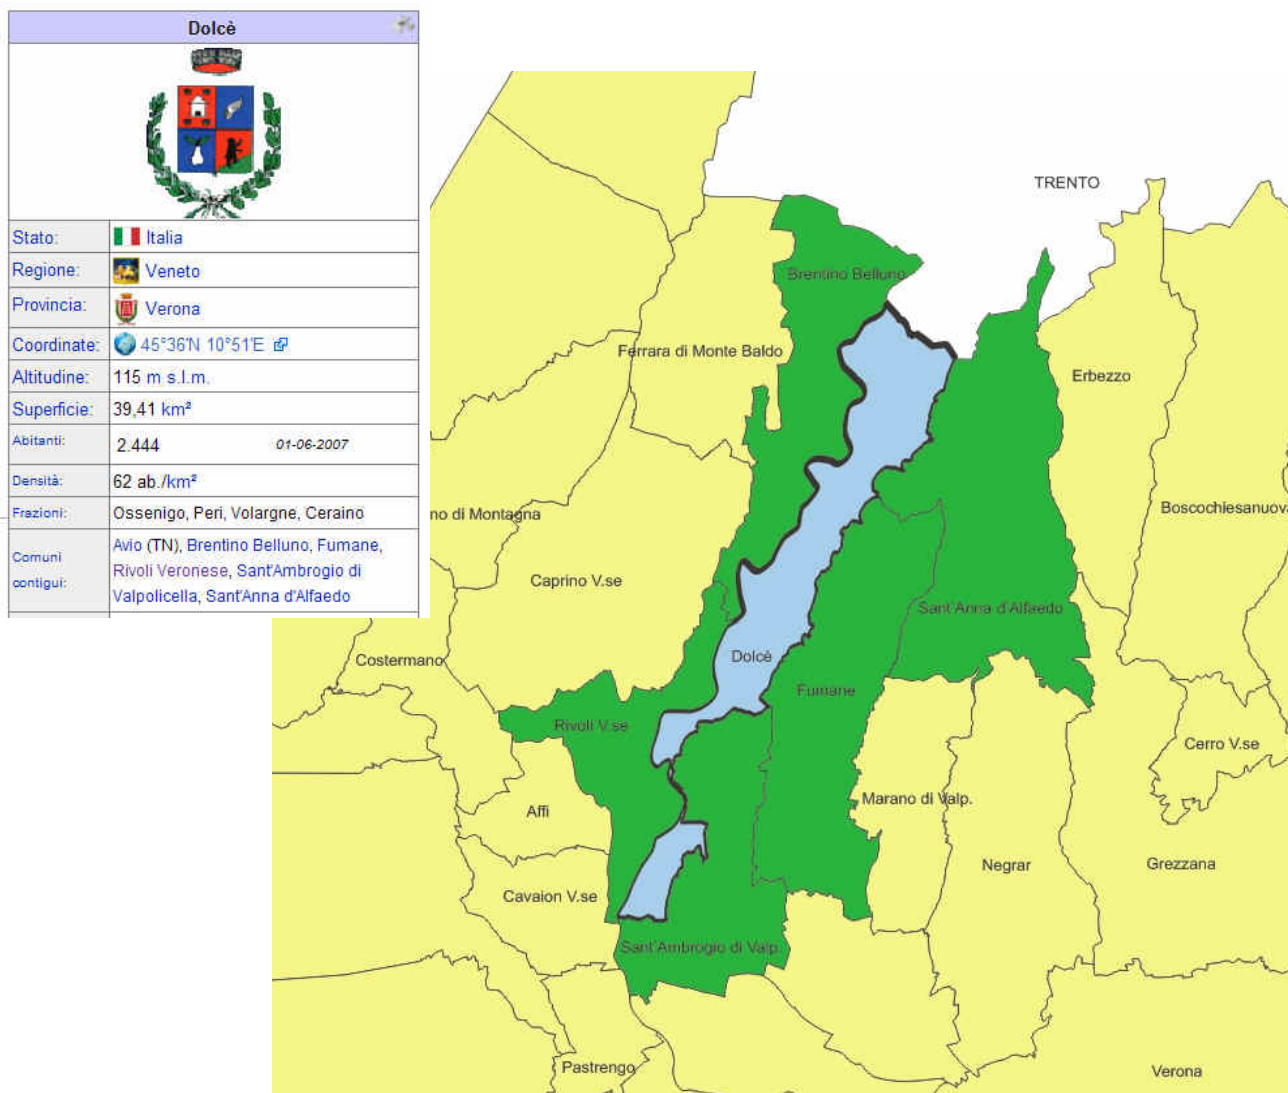 Dolcè
Stato: Italia
Regione: Veneto
Provincia: Verona
Coordinate: 45°36'N 10°51'E
Altitudine: 115 m s.l.m.
Superficie: 39,41 km²
Abitanti: 2.444 01-06-2007
Densità: 62 ab./km²
Frazioni: Ossenigo, Peri, Volargne, Ceraino
Comuni contigui: Avio (TN), Brentino Belluno, Fumane,
Rivoli Veronese, Sant'Ambrogio di
Valpolicella, Sant'Anna d'Alfaedo
TRENTO
Brentino Belluno
Ferrara di Monte Baldo
Erbezzo
no di Montagna
Boscochiesanuova
Caprino V.se
Sant'Anna d'Alfaedo
Costermano
Dolcè
Fumane
Rivoli V.se
Cerro V.se
Affi
Marano di Valp.
Negrar
Grezzana
Cavaion V.se
Sant'Ambrogio di Valp.
Pastrengo
Verona